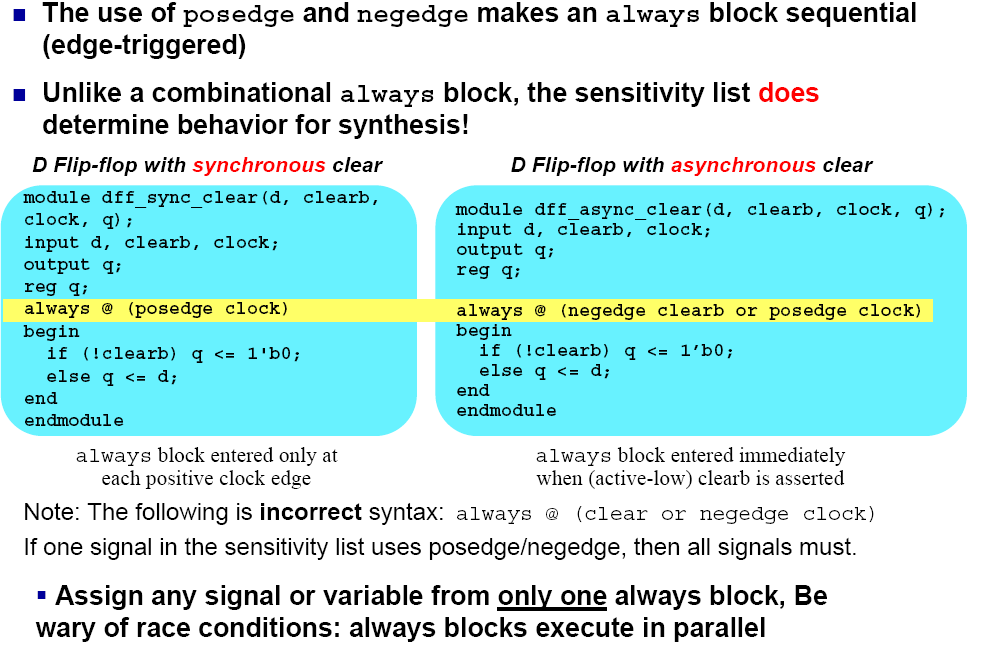 The use of posedge and negedge makes an always block sequential
(edge-triggered)
Unlike a combinational always block, the sensitivity list does
determine behavior for synthesis!
D Flip-flop with synchronous clear
module dff_sync_clear(d, clearb,
clock, q);
input d, clearb, clock;
output q;
reg q;
always @ (posedge clock)
begin
  if (!clearb) q <= 1'b0;
  else q <= d;
end
endmodule
always block entered only at
each positive clock edge
D Flip-flop with asynchronous clear
module dff_async_clear(d, clearb, clock, q);
input d, clearb, clock;
output q;
reg q;
always @ (negedge clearb or posedge clock)
begin
  if (!clearb) q <= 1’b0;
  else q <= d;
end
endmodule
always block entered immediately
when (active-low) clearb is asserted
Note: The following is incorrect syntax: always @ (clear or negedge clock)
If one signal in the sensitivity list uses posedge/negedge, then all signals must.
Assign any signal or variable from only one always block, Be
wary of race conditions: always blocks execute in parallel